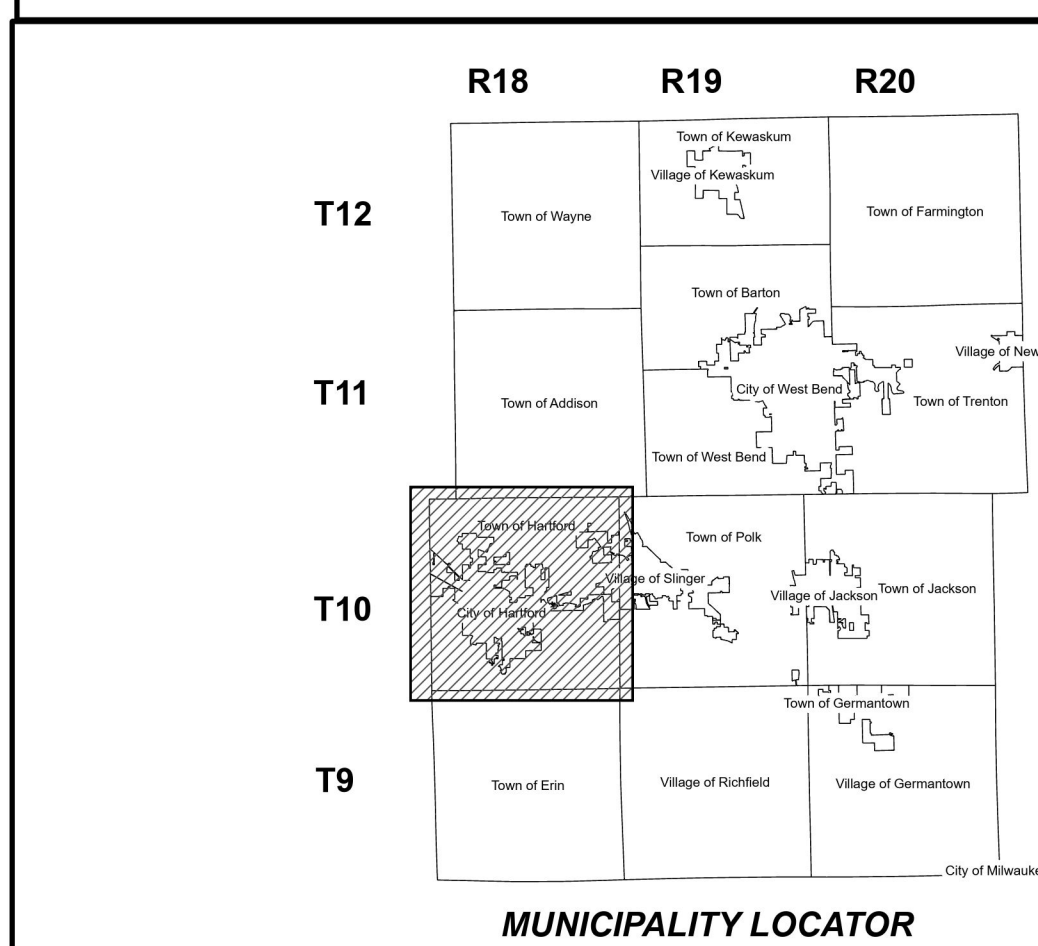 R18 R19 R20
Town of Kewaskum
Village of Kewaskum
T12
Town of Wayne
Town of Farmington
Town of Barton
Village of New
T11
City of West Bend
Town of Addison
Town of Trenton
Town of West Bend
Town of Hartford
Town of Polk
Village of Slinger
T10
Village of Jackson
Town of Jackson
City of Hartford
Town of Germantown
T9
Town of Erin
Village of Richfield
Village of Germantown
City of Milwauke
MUNICIPALITY LOCATOR